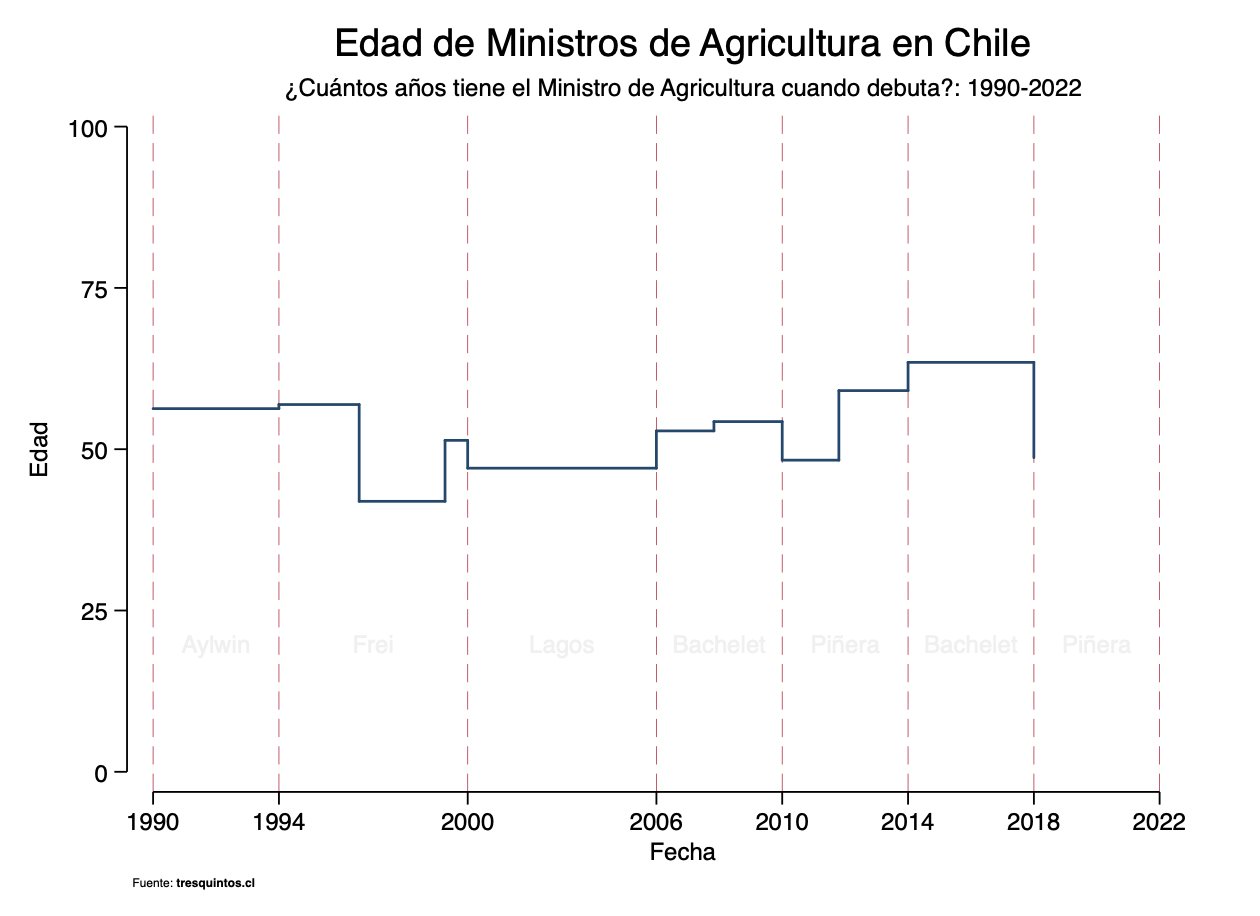 Edad de Ministros de Agricultura en Chile
¿Cuántos años tiene el Ministro de Agricultura cuando debuta?: 1990-2022
100
75
50
25
0
Edad
Aylwin Frei Lagos Bachelet Piñera Bachelet Piñera
1990 1994 2000 2006 2010 2014 2018 2022
Fecha
Fuente: tresquintos.cl